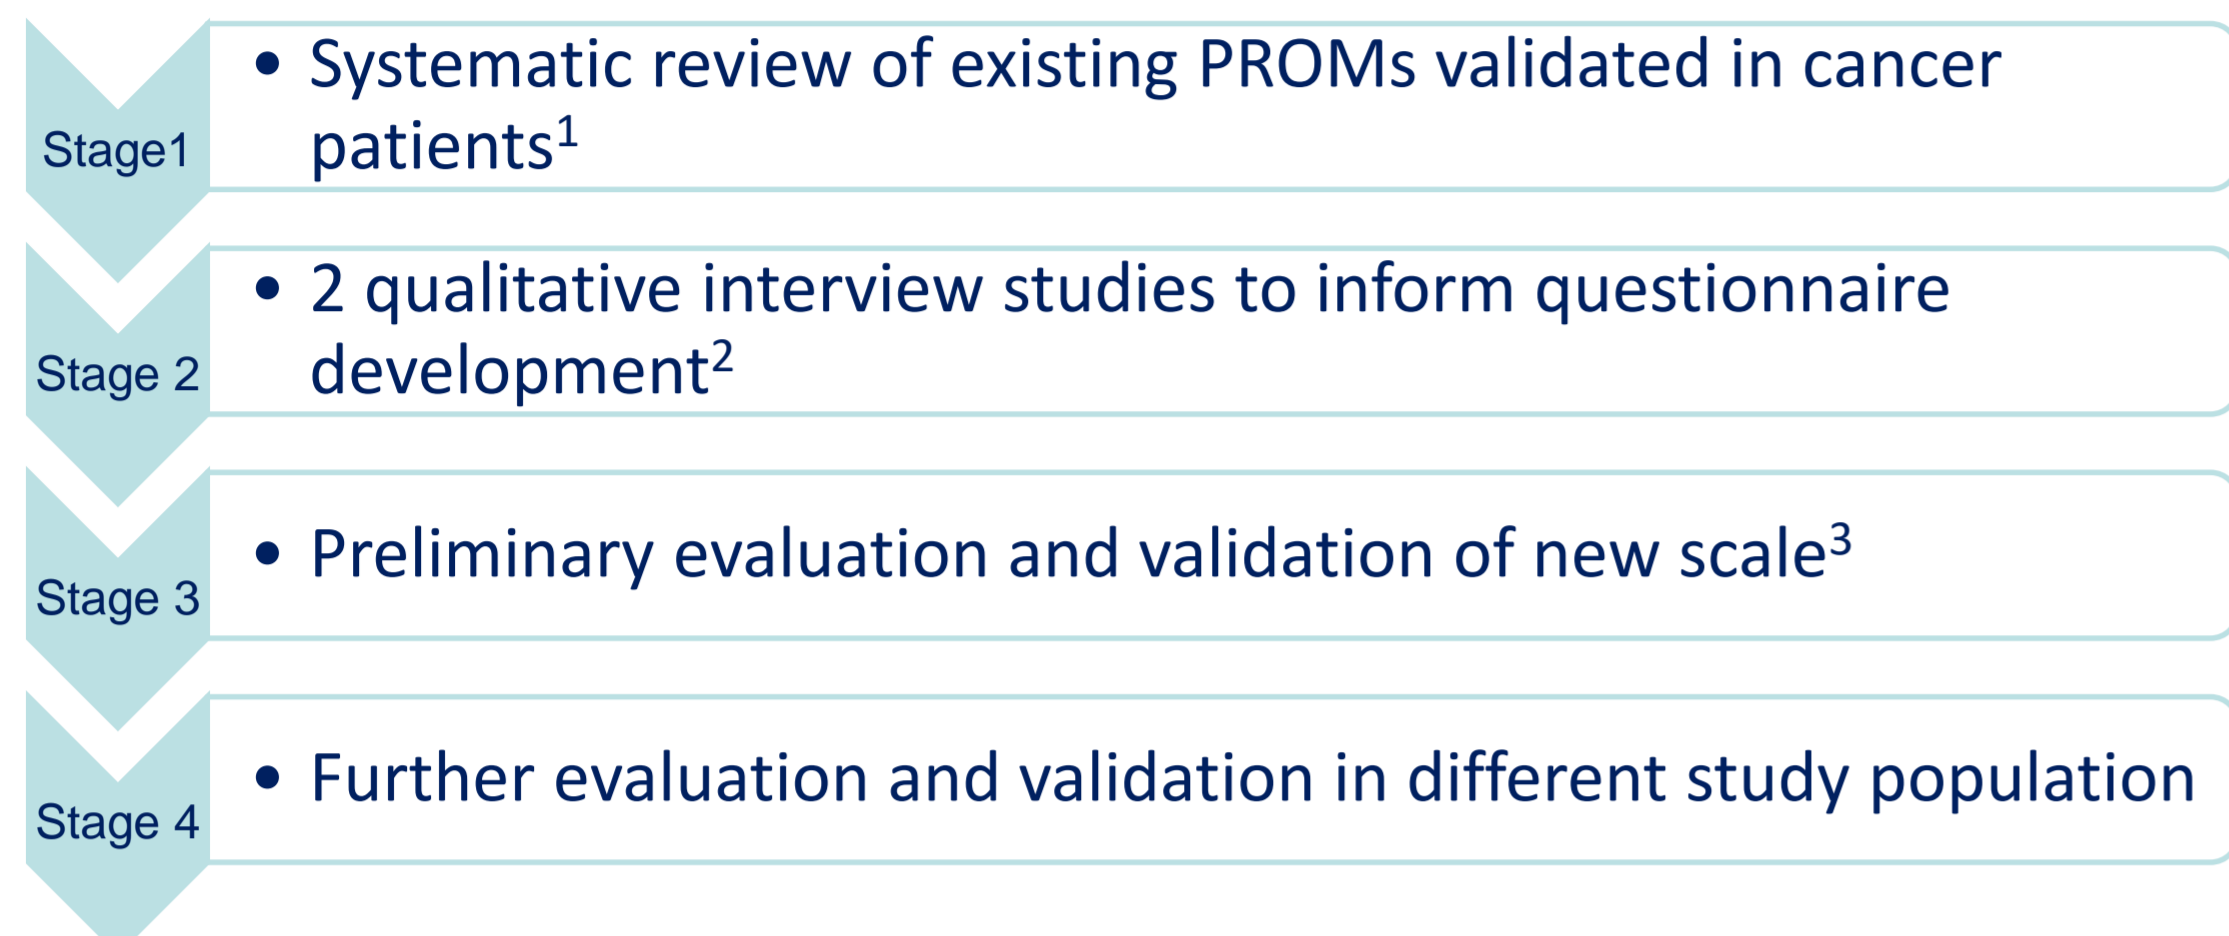 Stage1
• Systematic review of existing PROMs validated in cancer
patients¹
Stage 2
• 2 qualitative interview studies to inform questionnaire
development²
Stage 3
• Preliminary evaluation and validation of new scale³
Stage 4
• Further evaluation and validation in different study population